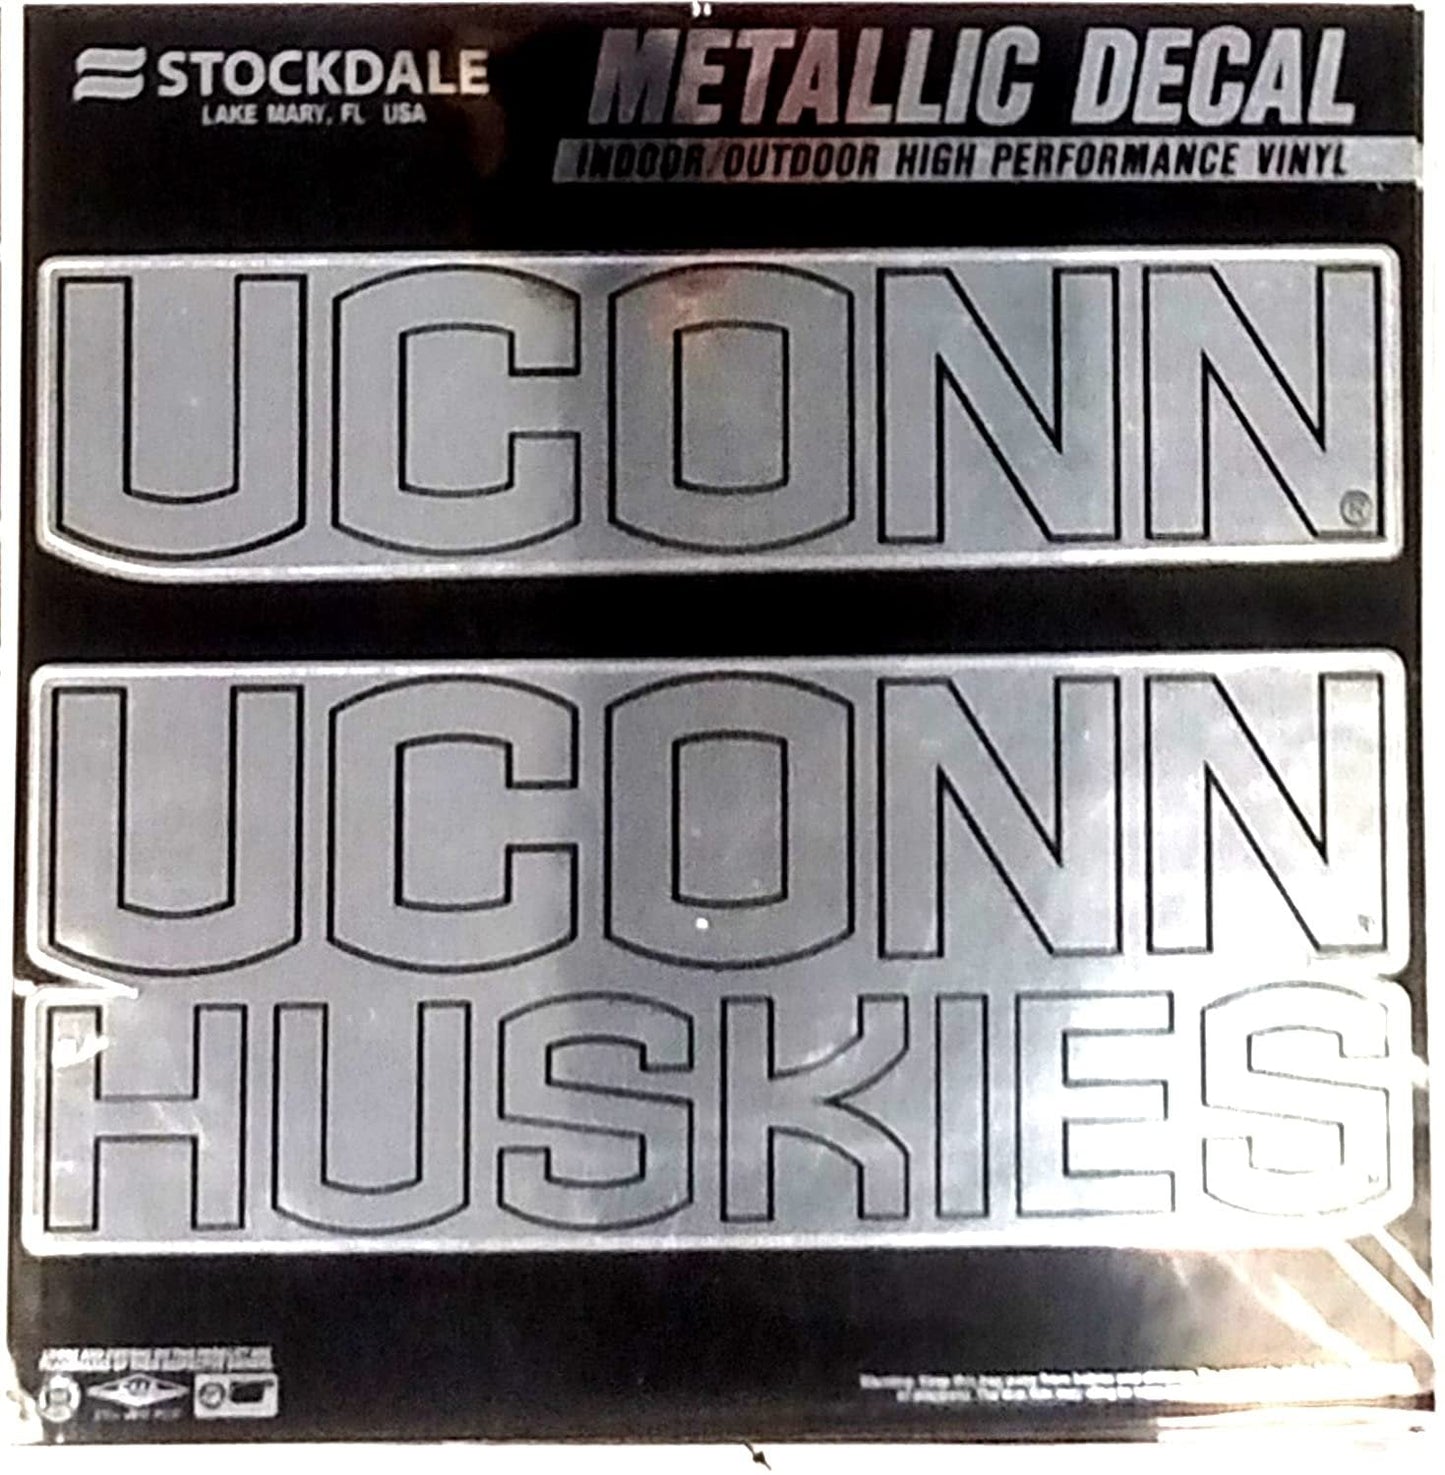 STOCKDALE
LAKE MARY, FL USA
METALLIC DECAL
INDOOR/OUTDOOR HIGH PERFORMANCE VINYL
UCONN
®
UCONN
HUSKIES